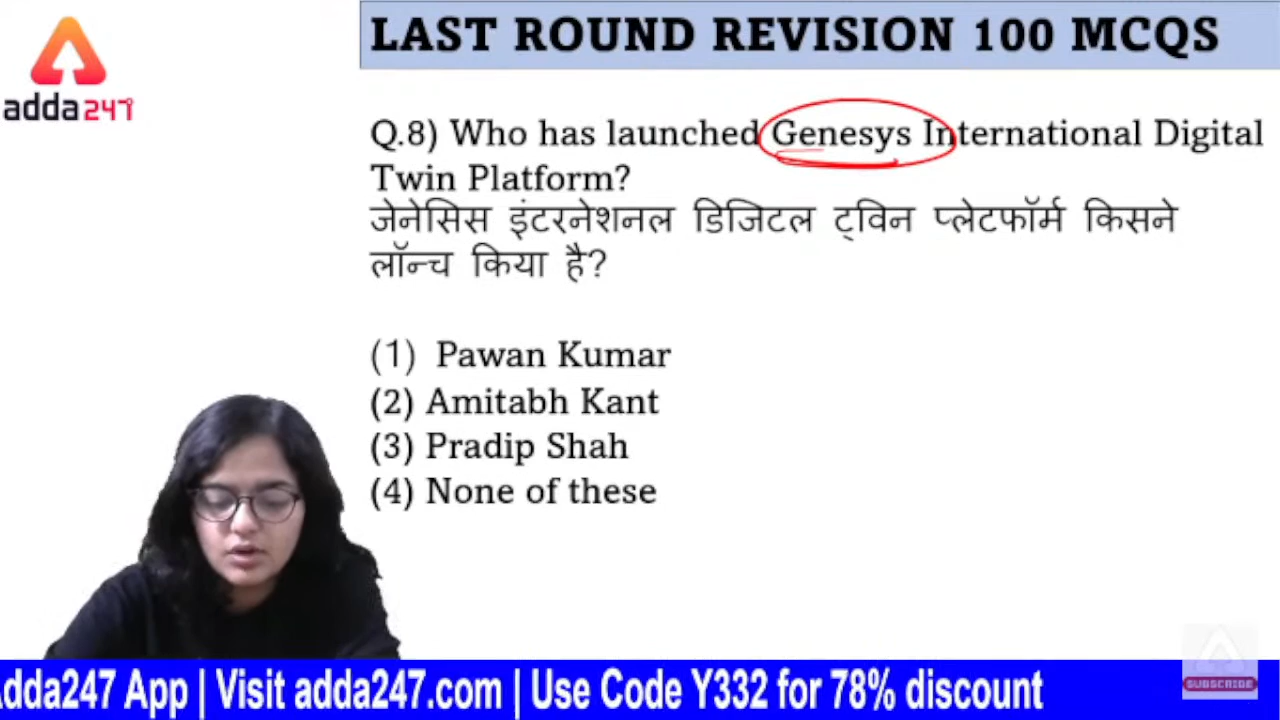 LAST ROUND REVISION 100 MCQS
adda247
Q.8) Who has launched Genesys International Digital
Twin Platform?
जेनेसिस इंटरनेशनल डिजिटल ट्विन प्लेटफॉर्म किसने
लॉन्च किया है?
(1) Pawan Kumar
(2) Amitabh Kant
(3) Pradip Shah
(4) None of these
Adda247 App | Visit adda247.com | Use Code Y332 for 78% discount
SUBSCRIBE